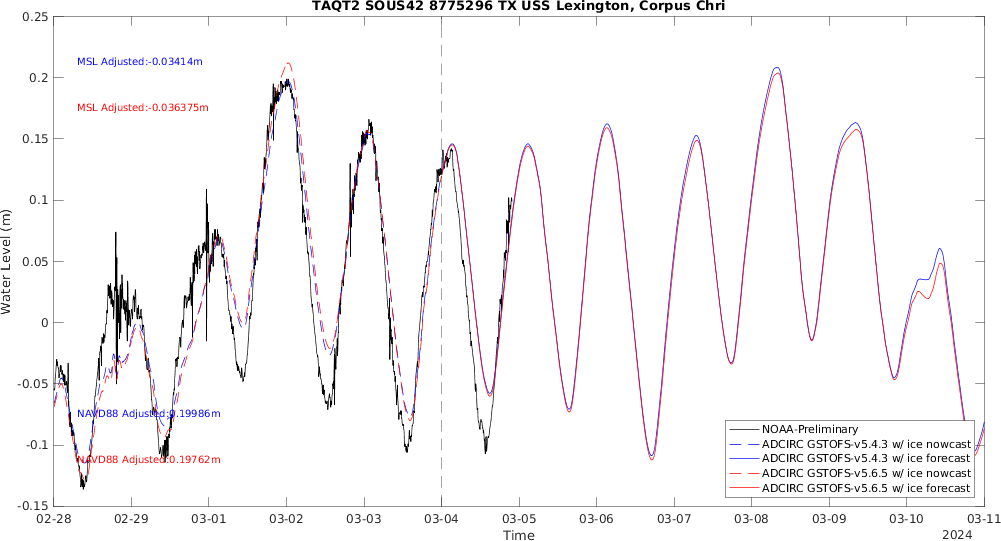 TAQT2 SOUS42 8775296 TX USS Lexington, Corpus Chri
0.25
0.2
0.15
0.1
0.05
0
-0.05
-0.1
-0.15
Water Level (m)
MSL Adjusted:-0.03414m
MSL Adjusted:-0.036375m
NAVD88 Adjusted:0.19986m
NAVD88 Adjusted:0.19762m
NOAA-Preliminary
ADCIRC GSTOFS-v5.4.3 w/ ice nowcast
ADCIRC GSTOFS-v5.4.3 w/ ice forecast
ADCIRC GSTOFS-v5.6.5 w/ ice nowcast
ADCIRC GSTOFS-v5.6.5 w/ ice forecast
02-28 02-29 03-01 03-02 03-03 03-04 03-05 03-06 03-07 03-08 03-09 03-10 03-11
Time
2024